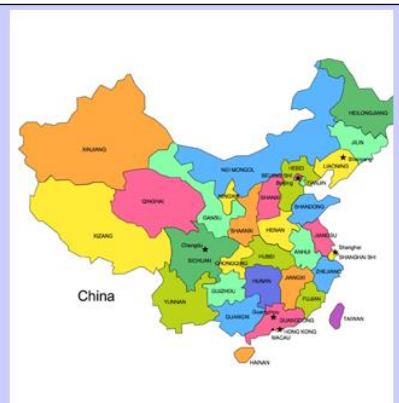 HEILONGJIANG
JILIN
Shenyang
LIAONING
XINJIANG
NEI MONGOL
HEBEI
BEIJING SHI
Beijing
TIANJIN
NINGXIA
SHANXI
SHANDONG
QINGHAI
GANSU
SHAANXI
HENAN
JIANGSU
XIZANG
Chengdu
SICHUAN
CHONGQING
HUBEI
ANHUI
Shanghai
SHANGHAI SHI
ZHEJIANG
HUNAN
JIANGXI
GUIZHOU
FUJIAN
China
YUNNAN
GUANGXI
Guangzhou
GUANGDONG
TAIWAN
HONG KONG
MACAU
HAINAN